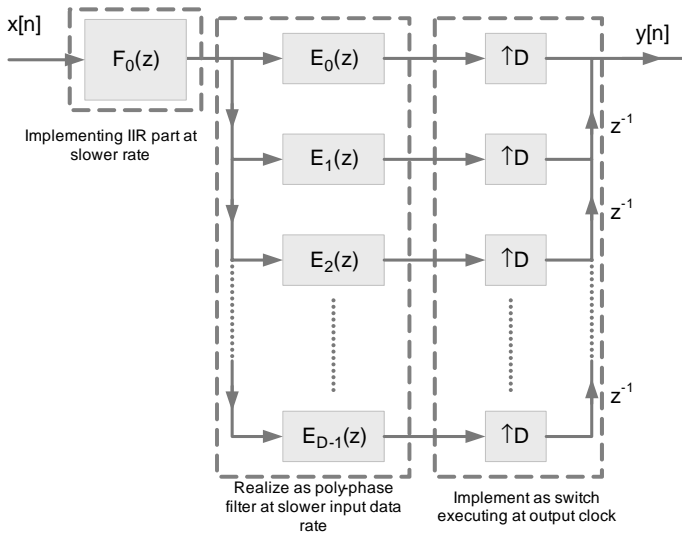 x[n]
F0(z)
E0(z)
↑D
y[n]
Implementing IIR part at
slower rate
z-1
E1(z)
↑D
z-1
E2(z)
↑D
z-1
ED-1(z)
↑D
Realize as poly-phase
filter at slower input data
rate
Implement as switch
executing at output clock